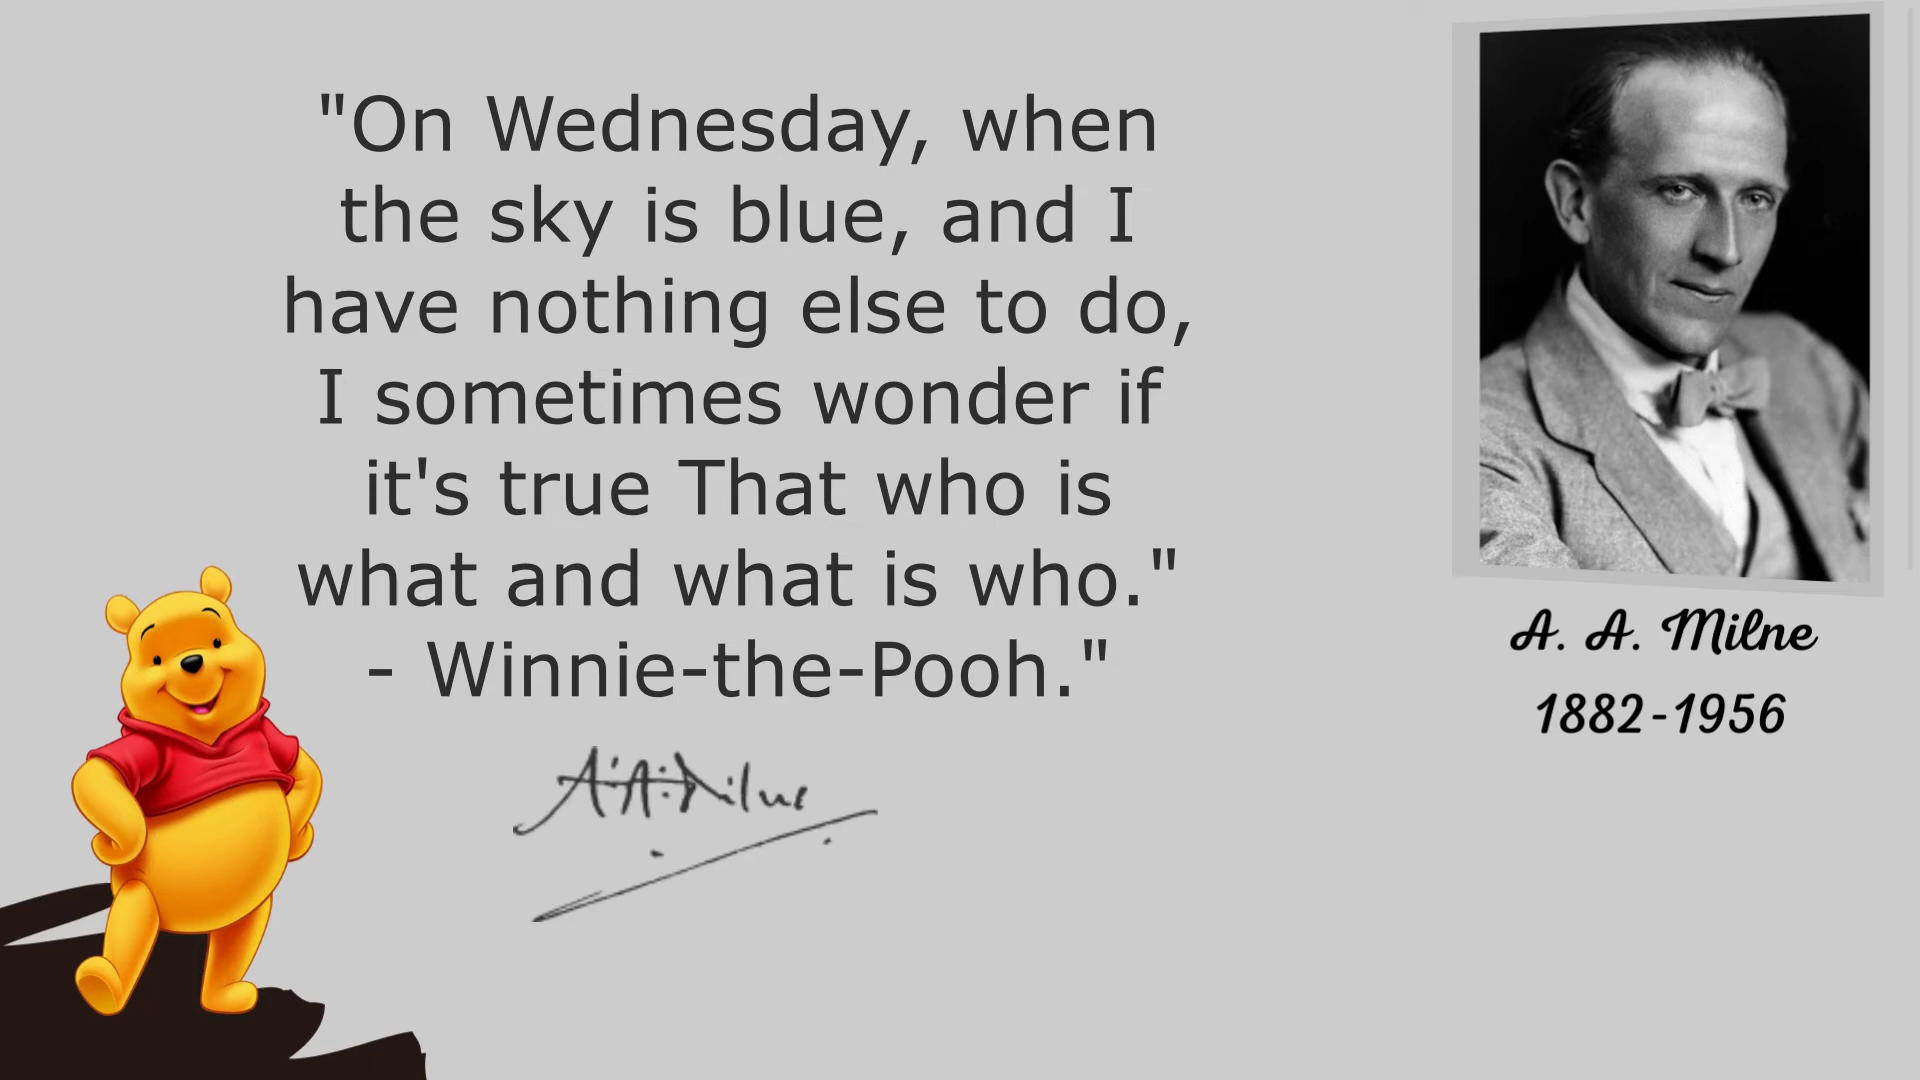 "On Wednesday, when
the sky is blue, and I
have nothing else to do,
I sometimes wonder if
it's true That who is
what and what is who."
- Winnie-the-Pooh."
A. A. Milne
A. A. Milne
1882-1956